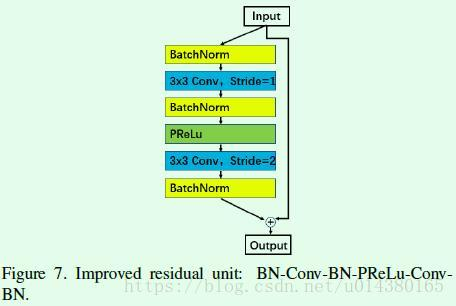 Input
BatchNorm
3x3 Conv, Stride=1
BatchNorm
PReLu
3x3 Conv, Stride=2
BatchNorm
Output
Figure 7. Improved residual unit: BN-Conv-BN-PReLu-Conv-
BN.
https://blog.csdn.net/u014380165